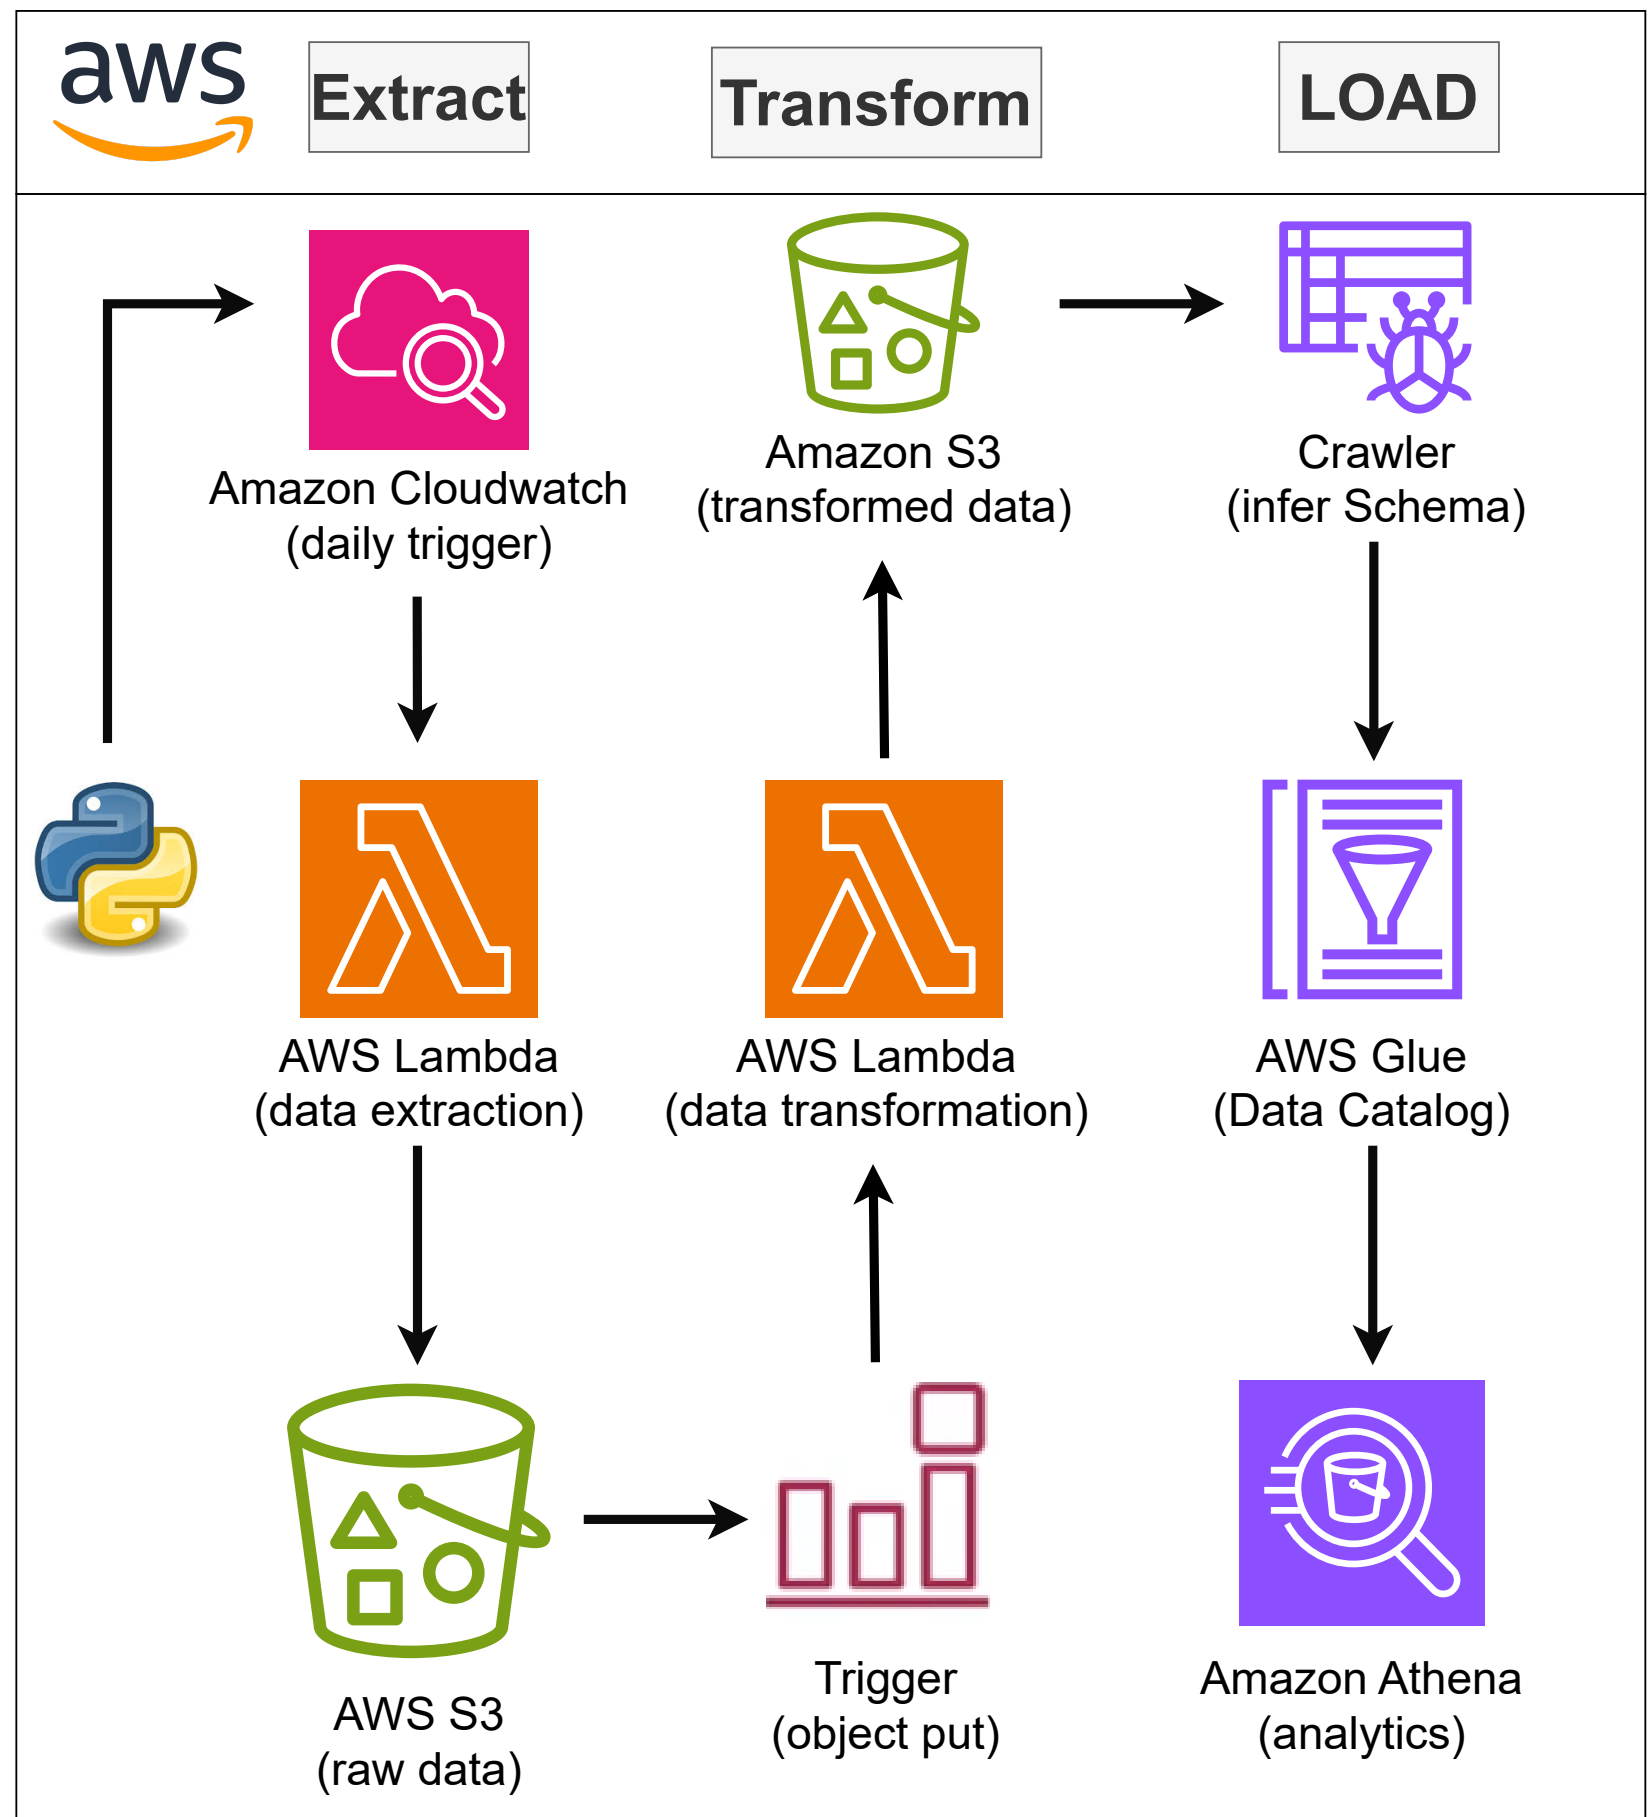 aws
Extract
Transform
LOAD
Amazon Cloudwatch
(daily trigger)
Amazon S3
(transformed data)
Crawler
(infer Schema)
AWS Lambda
(data extraction)
AWS Lambda
(data transformation)
AWS Glue
(Data Catalog)
AWS S3
(raw data)
Trigger
(object put)
Amazon Athena
(analytics)